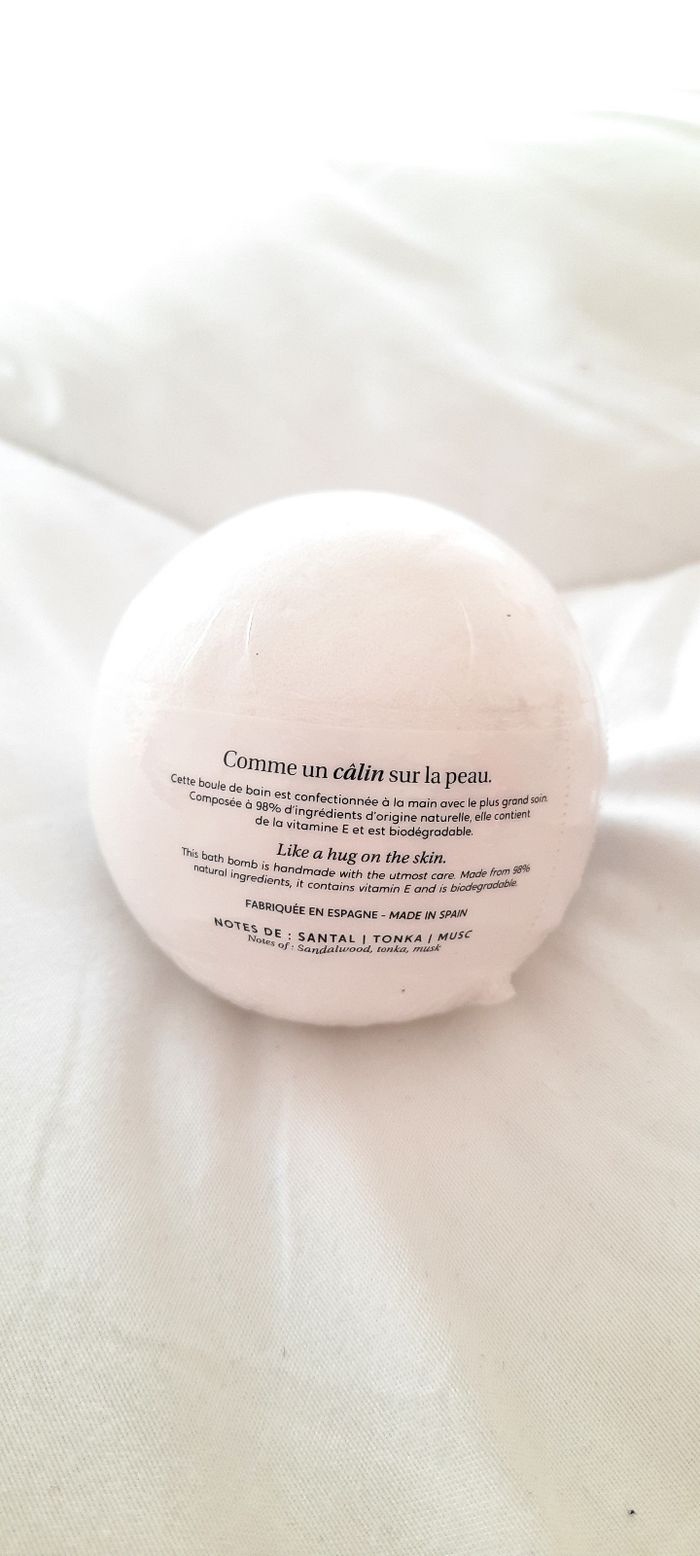 Comme un câlin sur la peau.
Cette boule de bain est confectionnée à la main avec le plus grand soin.
Composée à 98% d'ingrédients d'origine naturelle, elle contient
de la vitamine E et est biodégradable.
Like a hug on the skin.
This bath bomb is handmade with the utmost care. Made from 98%
natural ingredients, it contains vitamin E and is biodegradable.
FABRIQUÉE EN ESPAGNE - MADE IN SPAIN
NOTES DE : SANTAL | TONKA | MUSC
Notes of : Sandalwood, tonka, musk